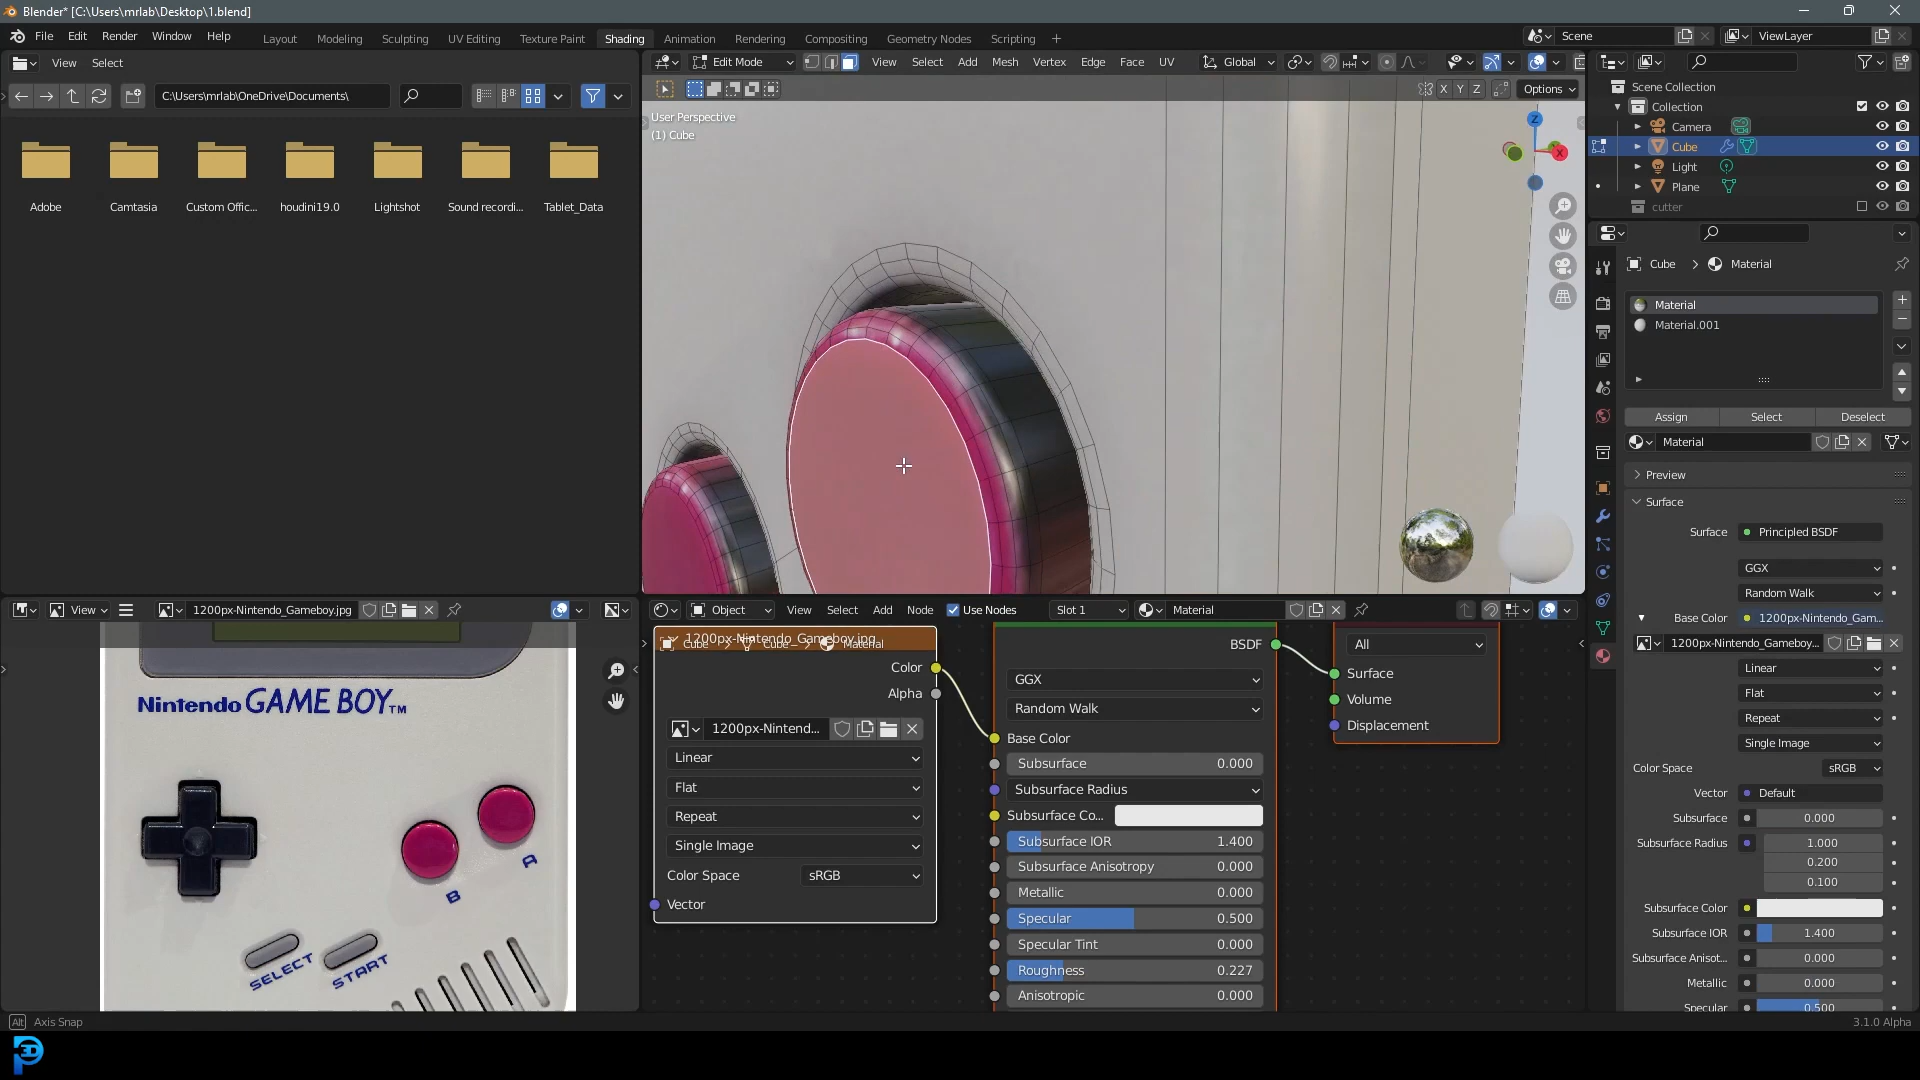 Blender* [C:\Users\mrlab\Desktop\1.blend]
File Edit Render Window Help
Layout Modeling Sculpting UV Editing Texture Paint Shading Animation Rendering Compositing Geometry Nodes Scripting +
Scene
ViewLayer
View Select
Edit Mode View Select Add Mesh Vertex Edge Face UV Global
C:\Users\mrlab\OneDrive\Documents\
X Y Z Options
User Perspective
(1) Cube
Z
X
Adobe
Camtasia
Custom Offic...
houdini19.0
Lightshot
Sound recordi...
Tablet_Data
Scene Collection
Collection
Camera
Cube
Light
Plane
cutter
Cube > Material
Material
Material.001
Assign Select Deselect
Material
Preview
Surface
Surface Principled BSDF
GGX
Random Walk
Base Color 1200px-Nintendo_Gam...
1200px-Nintendo_Gameboy...
Linear
Flat
Repeat
Single Image
Color Space sRGB
Vector Default
Subsurface 0.000
Subsurface Radius 1.000
0.200
0.100
Subsurface Color
Subsurface IOR 1.400
Subsurface Anisot... 0.000
Metallic 0.000
Specular 0.500
View
1200px-Nintendo_Gameboy.jpg
Nintendo GAME BOY TM
A
B
SELECT
START
Object View Select Add Node Use Nodes Slot 1 Material
1200px-Nintendo_Gameboy.jpg
Cube > Cube > Material
Color
Alpha
1200px-Nintend...
Linear
Flat
Repeat
Single Image
Color Space sRGB
Vector
BSDF
GGX
Random Walk
Base Color
Subsurface 0.000
Subsurface Radius
Subsurface Co...
Subsurface IOR 1.400
Subsurface Anisotropy 0.000
Metallic 0.000
Specular 0.500
Specular Tint 0.000
Roughness 0.227
Anisotropic 0.000
All
Surface
Volume
Displacement
Alt Axis Snap
3.1.0 Alpha